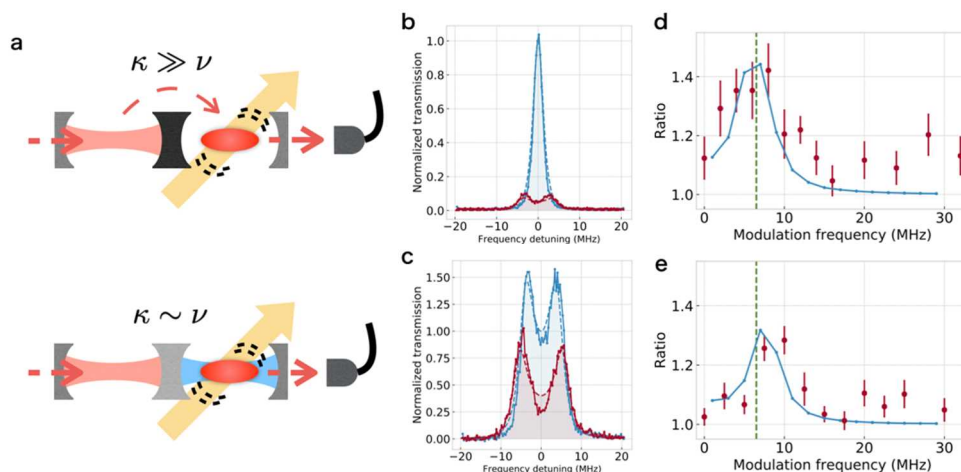 a
κ ≫ ν
κ ∼ ν
b
Normalized transmission
1.0
0.8
0.6
0.4
0.2
0.0
−20 −10 0 10 20
Frequency detuning (MHz)
c
Normalized transmission
1.50
1.25
1.00
0.75
0.50
0.25
0.00
−20 −10 0 10 20
Frequency detuning (MHz)
d
Ratio
1.4
1.2
1.0
0 10 20 30
Modulation frequency (MHz)
e
Ratio
1.4
1.2
1.0
0 10 20 30
Modulation frequency (MHz)